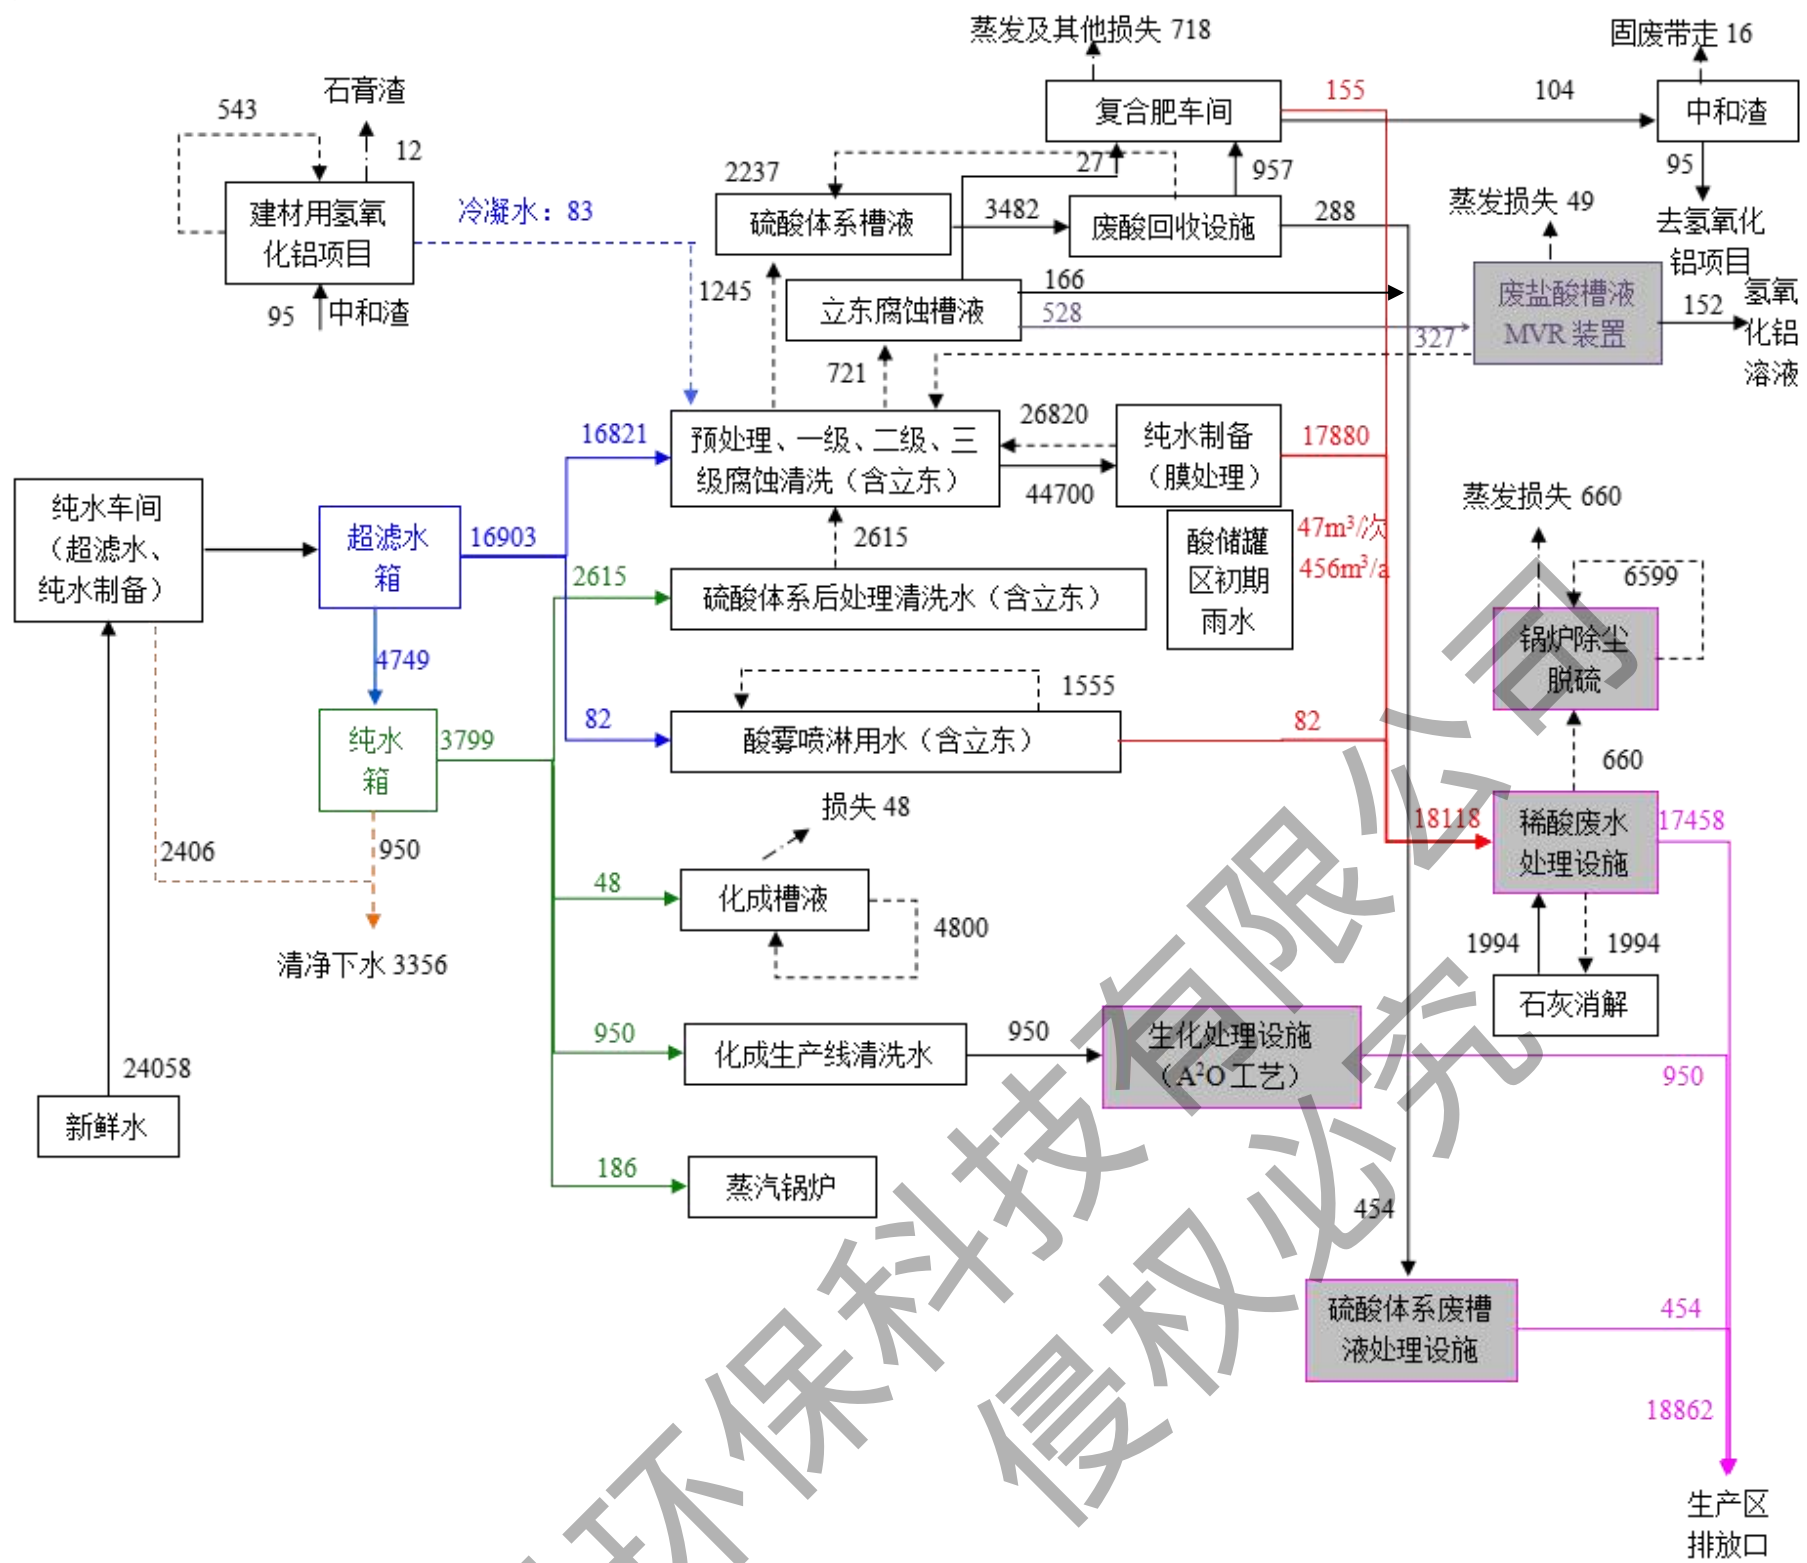 蒸发及其他损失 718
固废带走 16
石膏渣
543
12
155
104
复合肥车间
中和渣
2237
27
957
95
建材用氢氧
化铝项目
冷凝水：83
硫酸体系槽液
3482
废酸回收设施
288
蒸发损失 49
去氢氧化
铝项目
95
中和渣
1245
立东腐蚀槽液
166
528
327
废盐酸槽液
MVR 装置
152
氢氧
化铝
溶液
721
16821
预处理、一级、二级、三
级腐蚀清洗（含立东）
26820
44700
纯水制备
（膜处理）
17880
纯水车间
（超滤水、
纯水制备）
超滤水
箱
16903
2615
2615
硫酸体系后处理清洗水（含立东）
酸储罐
区初期
雨水
47m³/次
456m³/a
蒸发损失 660
6599
锅炉除尘
脱硫
4749
纯水
箱
3799
82
1555
酸雾喷淋用水（含立东）
82
660
18118
稀酸废水
处理设施
17458
2406
950
损失 48
48
化成槽液
4800
清净下水 3356
1994
1994
石灰消解
950
化成生产线清洗水
950
生化处理设施
（A²O 工艺）
950
24058
新鲜水
186
蒸汽锅炉
454
硫酸体系废槽
液处理设施
454
18862
生产区
排放口
环保科技有限公司
侵权必究